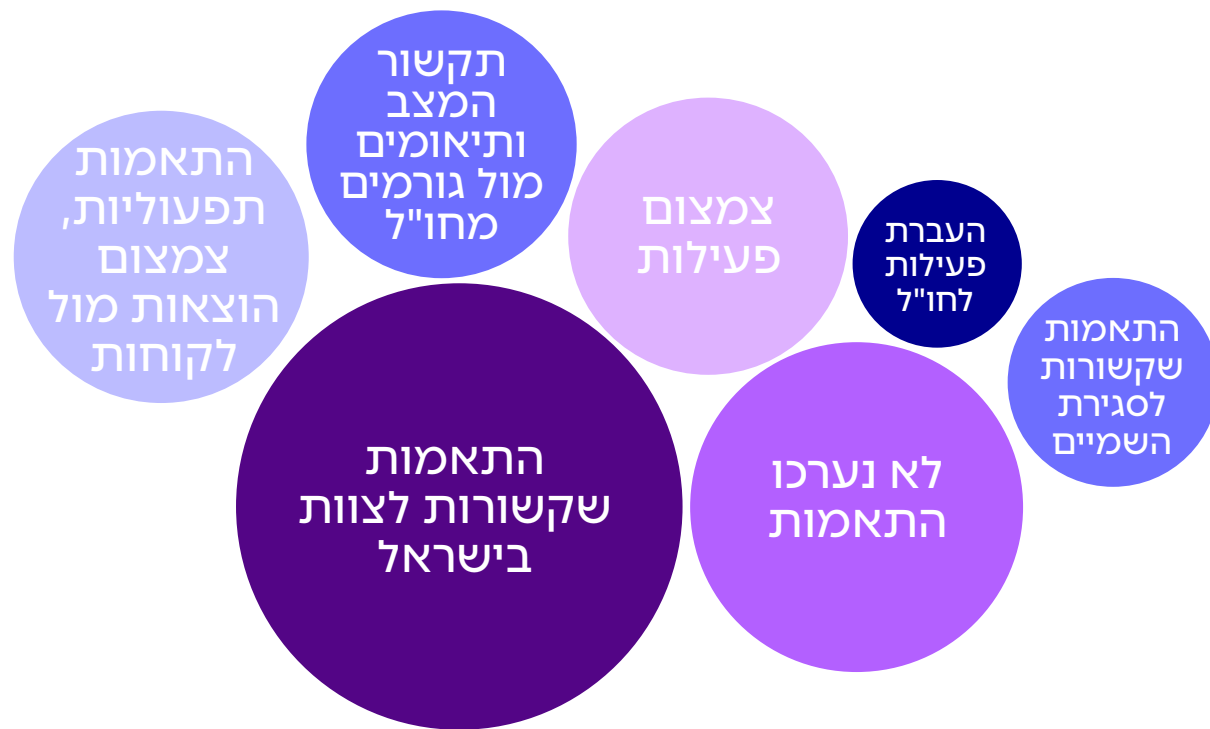 תקשור
המצב
ותיאומים
מול גורמים
מחו"ל
התאמות
תפעוליות,
צמצום
הוצאות מול
לקוחות
צמצום
פעילות
העברת
פעילות
לחו"ל
התאמות
שקשורות
לסגירת
השמיים
התאמות
שקשורות לצוות
בישראל
לא נערכו
התאמות